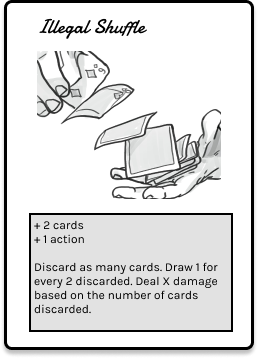 Illegal Shuffle
+ 2 cards
+ 1 action
Discard as many cards. Draw 1 for
every 2 discarded. Deal X damage
based on the number of cards
discarded.